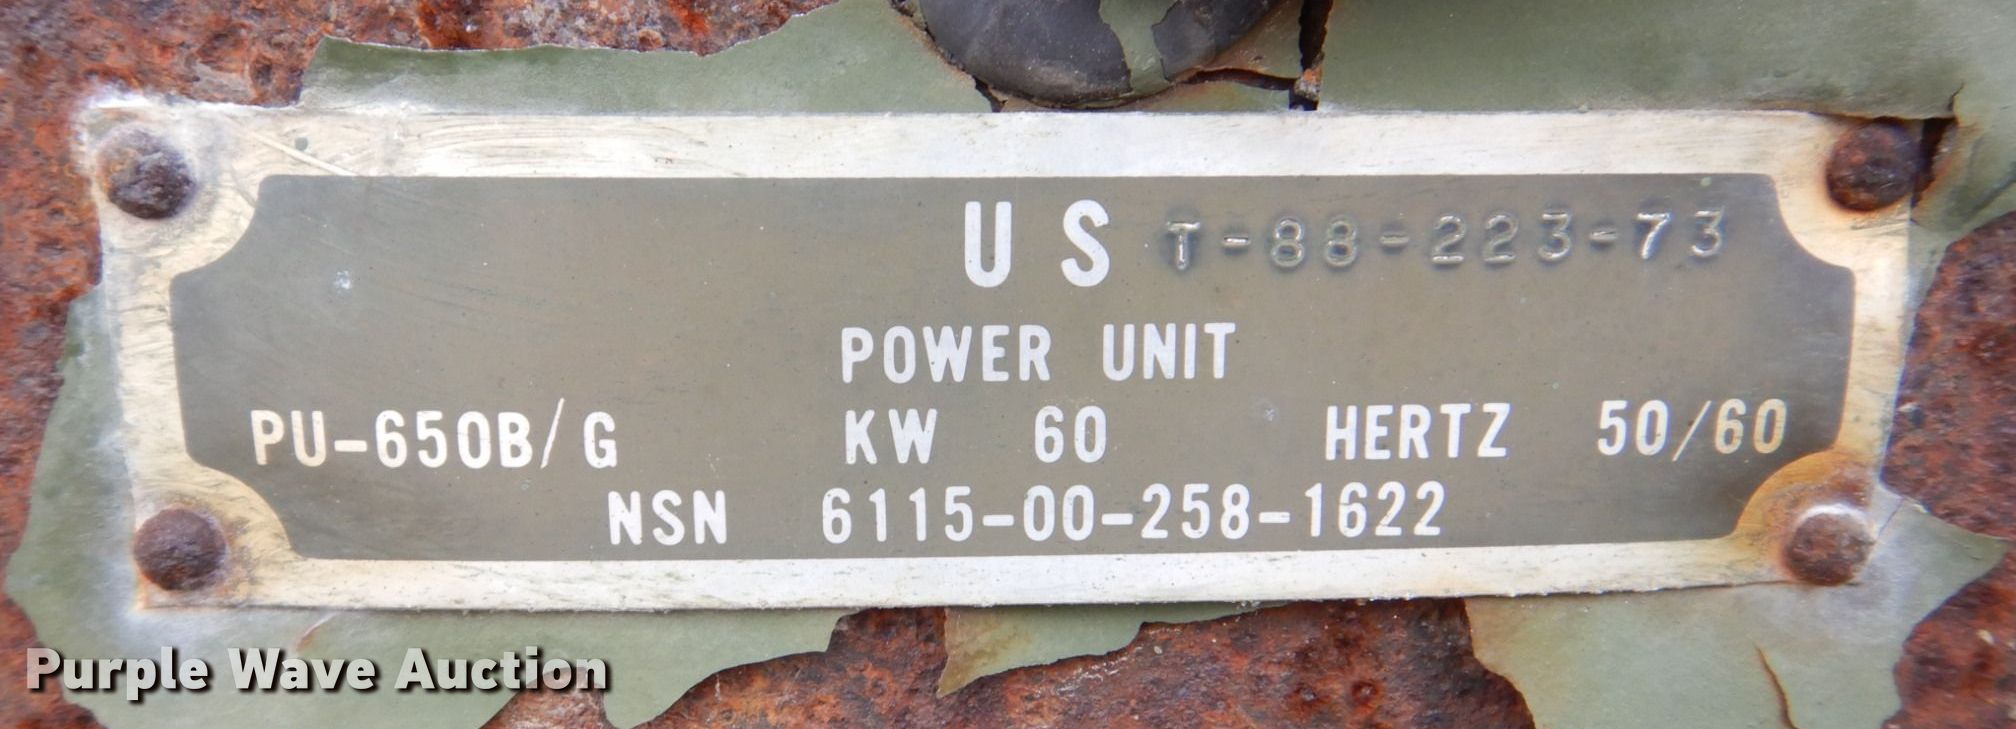 US T-88-223-73
POWER UNIT
PU-650B/G KW 60 HERTZ 50/60
NSN 6115-00-258-1622
Purple Wave Auction